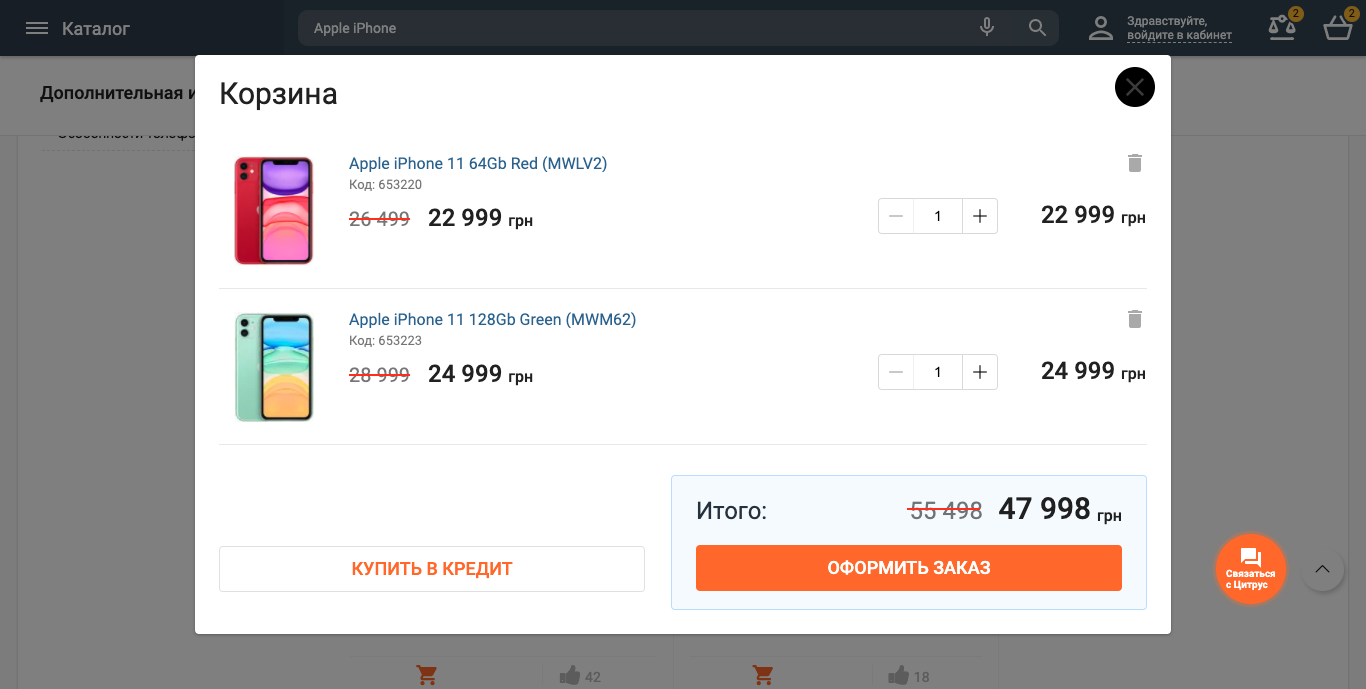 Каталог
Apple iPhone
Здравствуйте,
войдите в кабинет
2
2
Дополнительная и
Корзина
Apple iPhone 11 64Gb Red (MWLV2)
Код: 653220
26 499 22 999 грн
1
22 999 грн
Apple iPhone 11 128Gb Green (MWM62)
Код: 653223
28 999 24 999 грн
1
24 999 грн
Итого: 55 498 47 998 грн
КУПИТЬ В КРЕДИТ
ОФОРМИТЬ ЗАКАЗ
Связаться
с Цитрус
42
18